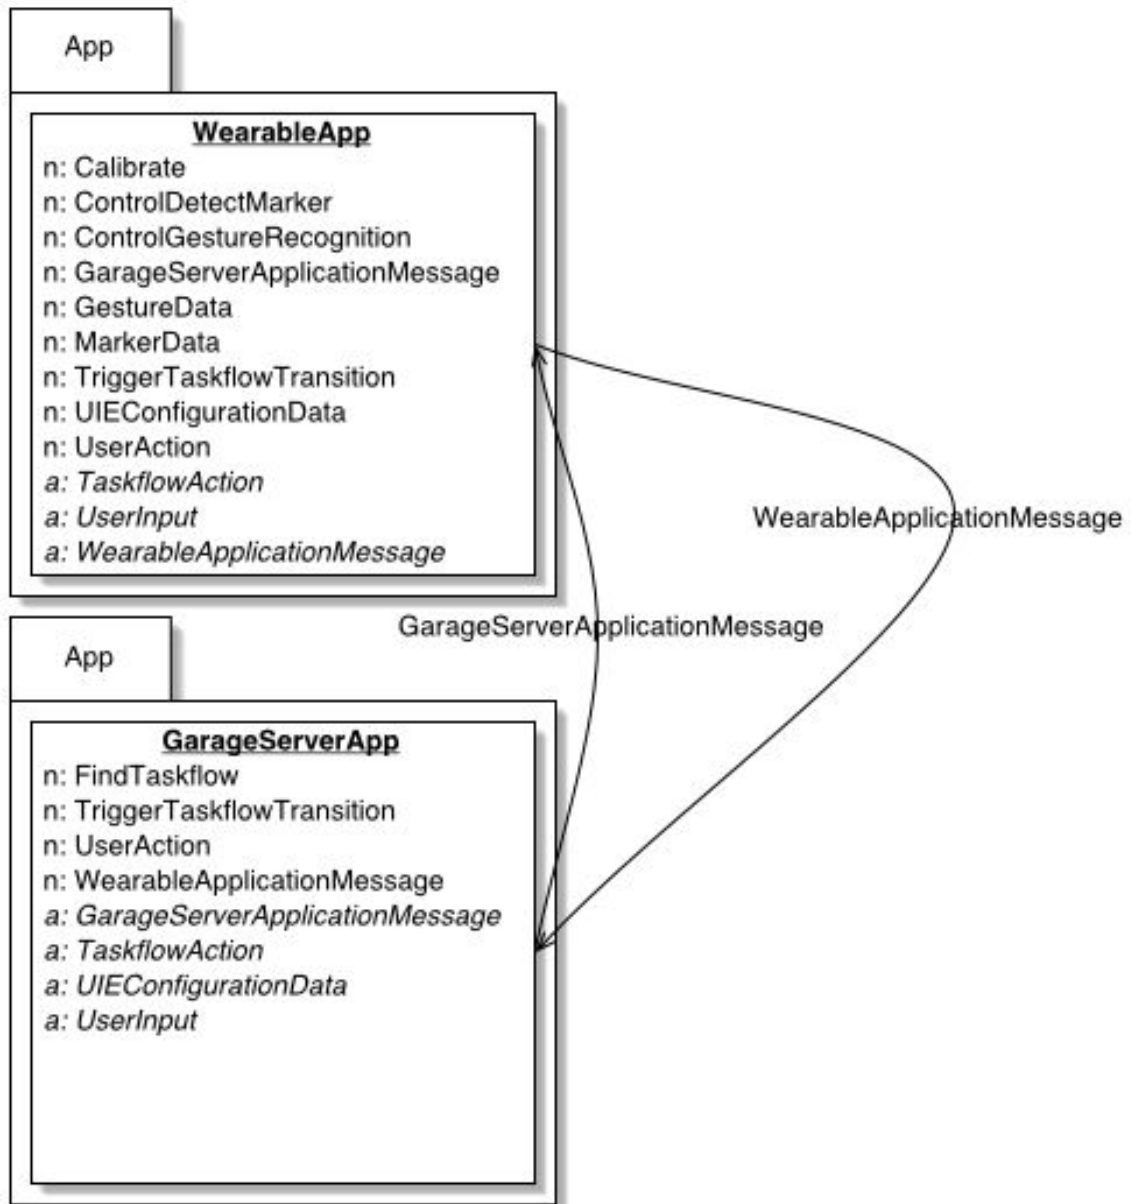 App
WearableApp
n: Calibrate
n: ControlDetectMarker
n: ControlGestureRecognition
n: GarageServerApplicationMessage
n: GestureData
n: MarkerData
n: TriggerTaskflowTransition
n: UIEConfigurationData
n: UserAction
a: TaskflowAction
a: UserInput
a: WearableApplicationMessage
WearableApplicationMessage
GarageServerApplicationMessage
App
GarageServerApp
n: FindTaskflow
n: TriggerTaskflowTransition
n: UserAction
n: WearableApplicationMessage
a: GarageServerApplicationMessage
a: TaskflowAction
a: UIEConfigurationData
a: UserInput